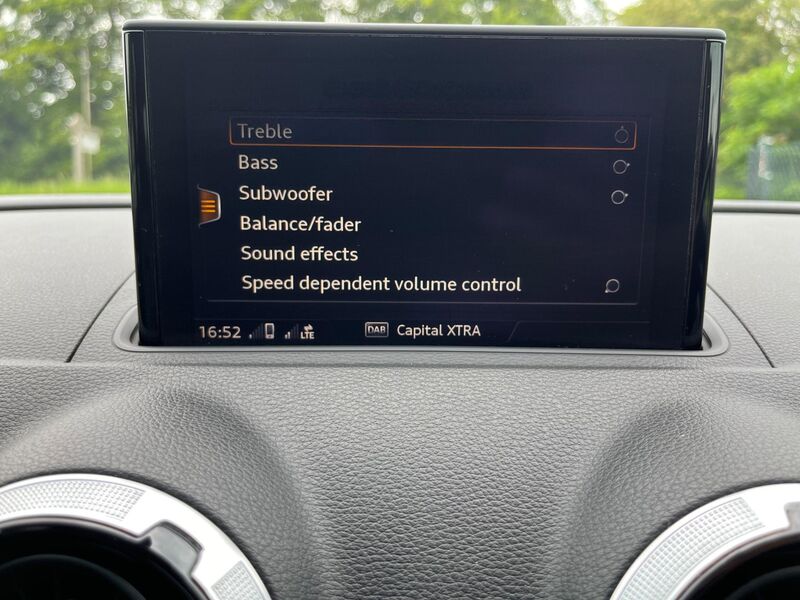 Treble
Bass
Subwoofer
Balance/fader
Sound effects
Speed dependent volume control
16:52 LTE DAB Capital XTRA